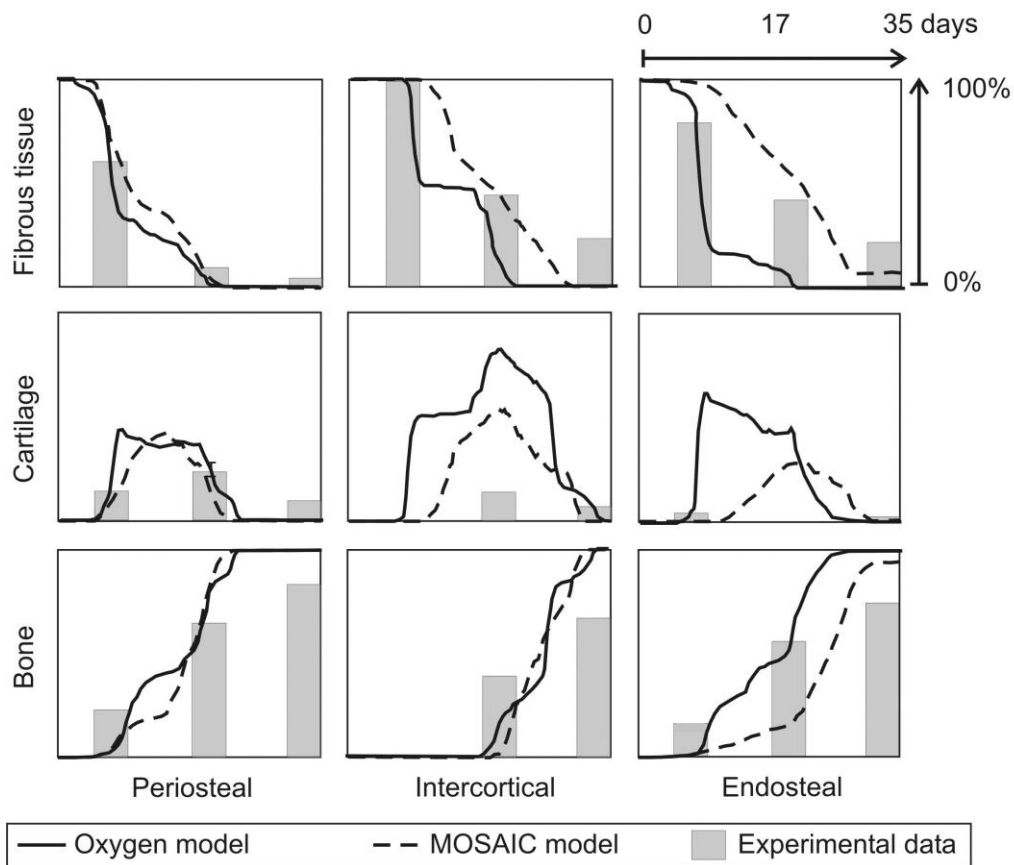 0 17 35 days
100%
Fibrous tissue
0%
Cartilage
Bone
Periosteal Intercortical Endosteal
Oxygen model MOSAIC model Experimental data